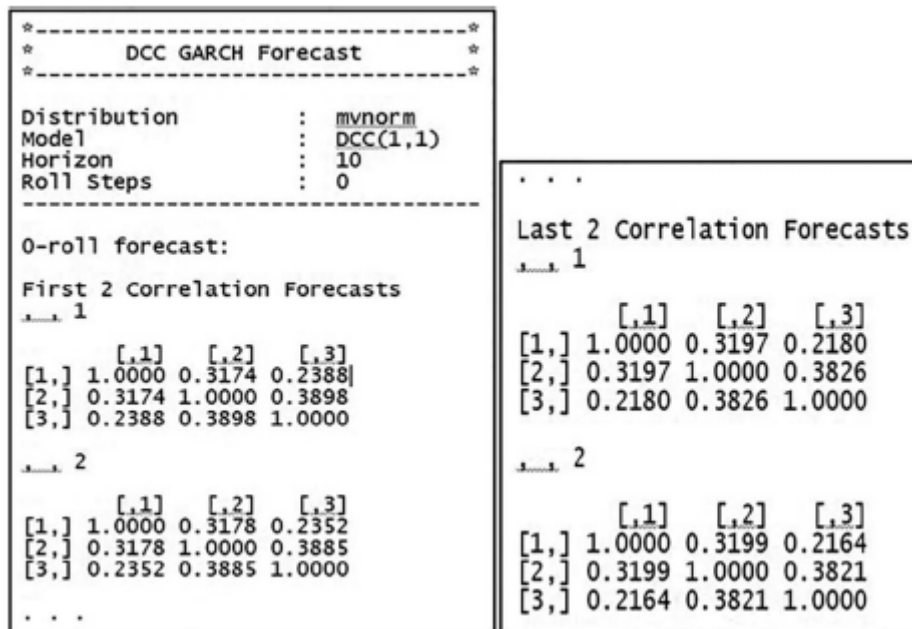 *---------------------------------*
*       DCC GARCH Forecast        *
*---------------------------------*
Distribution         :  mvnorm
Model                :  DCC(1,1)
Horizon              :  10
Roll Steps           :  0
-----------------------------------
0-roll forecast:
First 2 Correlation Forecasts
, , 1
       [,1]   [,2]   [,3]
[1,] 1.0000 0.3174 0.2388
[2,] 0.3174 1.0000 0.3898
[3,] 0.2388 0.3898 1.0000
, , 2
       [,1]   [,2]   [,3]
[1,] 1.0000 0.3178 0.2352
[2,] 0.3178 1.0000 0.3885
[3,] 0.2352 0.3885 1.0000
. . .
. . .
Last 2 Correlation Forecasts
, , 1
       [,1]   [,2]   [,3]
[1,] 1.0000 0.3197 0.2180
[2,] 0.3197 1.0000 0.3826
[3,] 0.2180 0.3826 1.0000
, , 2
       [,1]   [,2]   [,3]
[1,] 1.0000 0.3199 0.2164
[2,] 0.3199 1.0000 0.3821
[3,] 0.2164 0.3821 1.0000